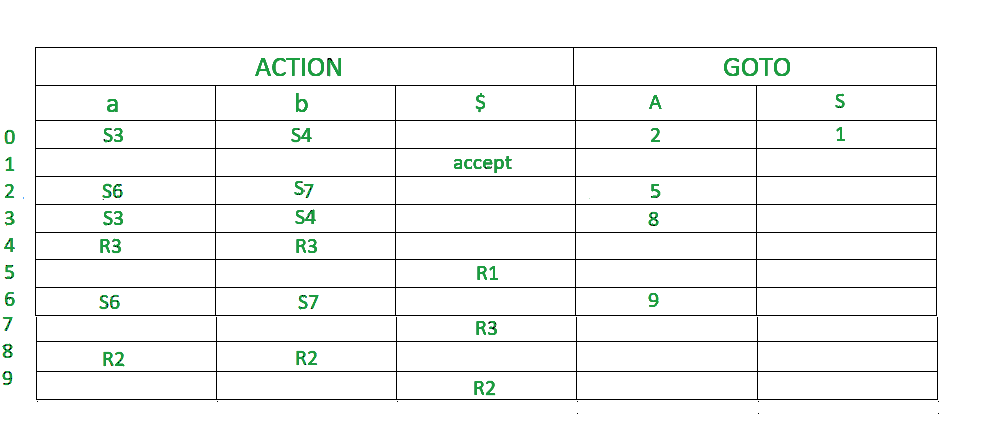 ACTION GOTO
a b $ A S
0 S3 S4 2 1
1 accept
2 S6 S7 5
3 S3 S4 8
4 R3 R3
5 R1
6 S6 S7 9
7 R3
8 R2 R2
9 R2